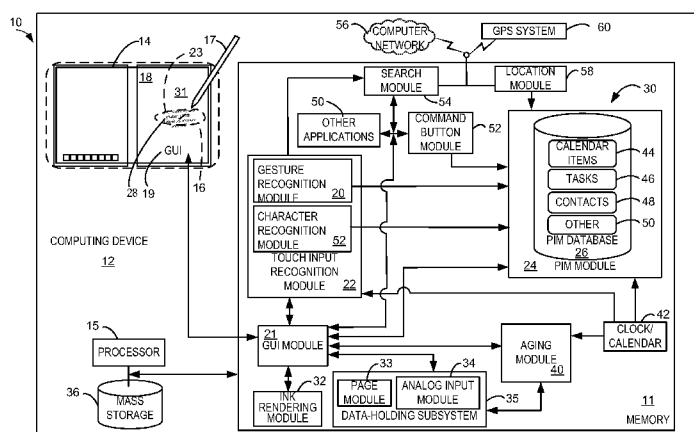 10
14
17
23
18
31
GUI
28
19
16
COMPUTING DEVICE
12
15
PROCESSOR
36
MASS
STORAGE
56
COMPUTER
NETWORK
GPS SYSTEM
60
SEARCH
MODULE
54
LOCATION
MODULE
58
30
50
OTHER
APPLICATIONS
COMMAND
BUTTON
MODULE
52
GESTURE
RECOGNITION
MODULE
20
CHARACTER
RECOGNITION
MODULE
52
TOUCH INPUT
RECOGNITION
MODULE
22
CALENDAR
ITEMS
44
TASKS
46
CONTACTS
48
OTHER
50
PIM DATABASE
26
24
PIM MODULE
21
GUI MODULE
42
CLOCK/
CALENDAR
AGING
MODULE
40
32
INK
RENDERING
MODULE
33
PAGE
MODULE
34
ANALOG INPUT
MODULE
35
DATA-HOLDING SUBSYSTEM
11
MEMORY